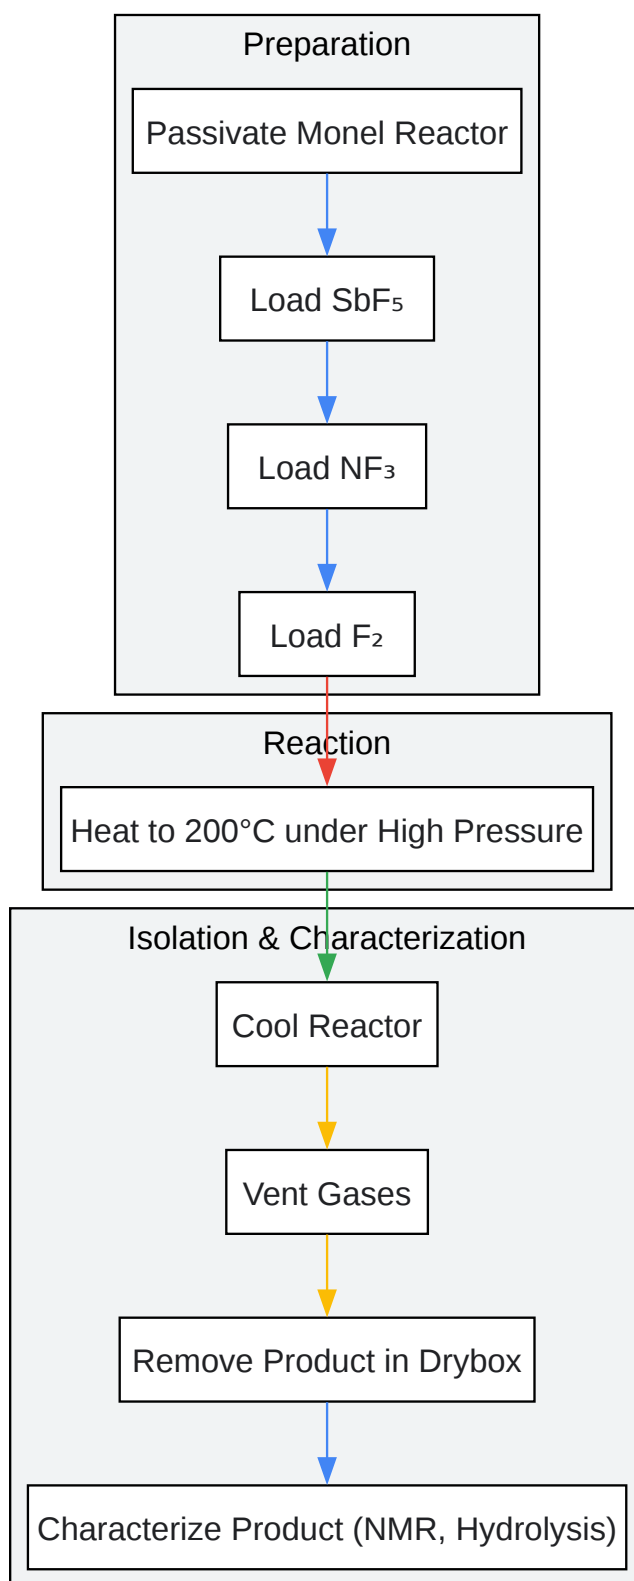 Preparation
Passivate Monel Reactor
Load SbF₅
Load NF₃
Load F₂
Reaction
Heat to 200°C under High Pressure
Isolation & Characterization
Cool Reactor
Vent Gases
Remove Product in Drybox
Characterize Product (NMR, Hydrolysis)